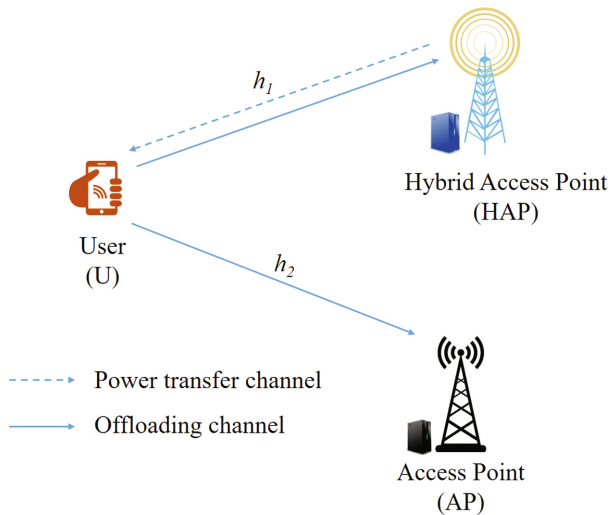 h1
Hybrid Access Point
(HAP)
User
(U)
h2
Power transfer channel
Offloading channel
Access Point
(AP)